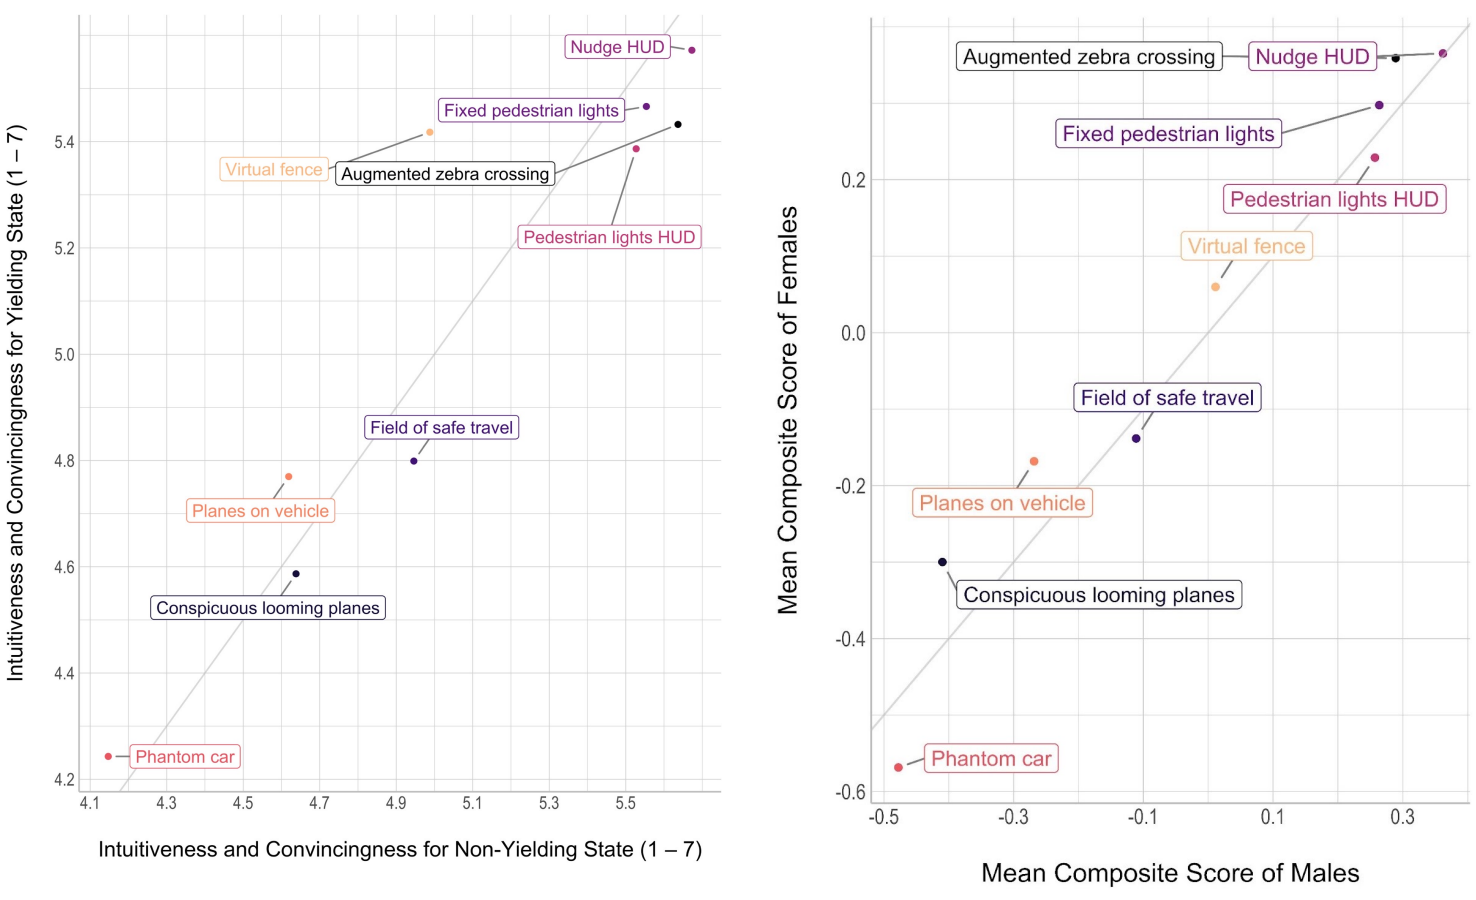 Intuitiveness and Convincingness for Yielding State (1 – 7)
5.4
5.2
5.0
4.8
4.6
4.4
4.2
Nudge HUD
Fixed pedestrian lights
Virtual fence
Augmented zebra crossing
Pedestrian lights HUD
Field of safe travel
Planes on vehicle
Conspicuous looming planes
Phantom car
4.1 4.3 4.5 4.7 4.9 5.1 5.3 5.5
Intuitiveness and Convincingness for Non-Yielding State (1 – 7)
Mean Composite Score of Females
0.2
0.0
-0.2
-0.4
-0.6
Augmented zebra crossing
Nudge HUD
Fixed pedestrian lights
Pedestrian lights HUD
Virtual fence
Field of safe travel
Planes on vehicle
Conspicuous looming planes
Phantom car
-0.5 -0.3 -0.1 0.1 0.3
Mean Composite Score of Males